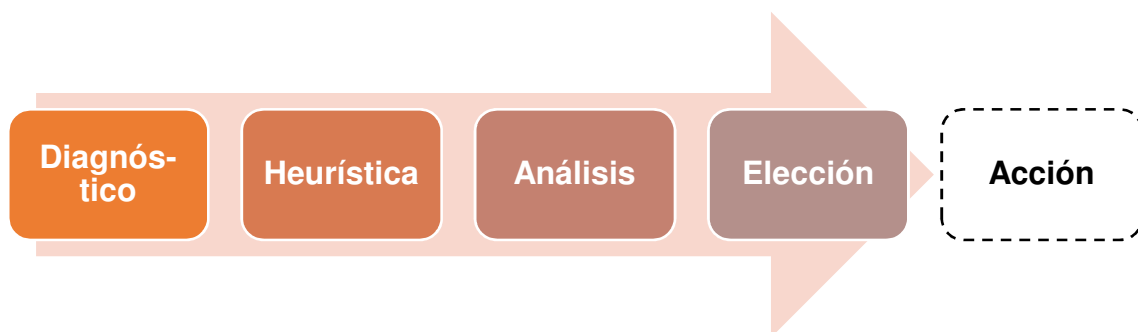 Diagnós-
tico
Heurística
Análisis
Elección
Acción